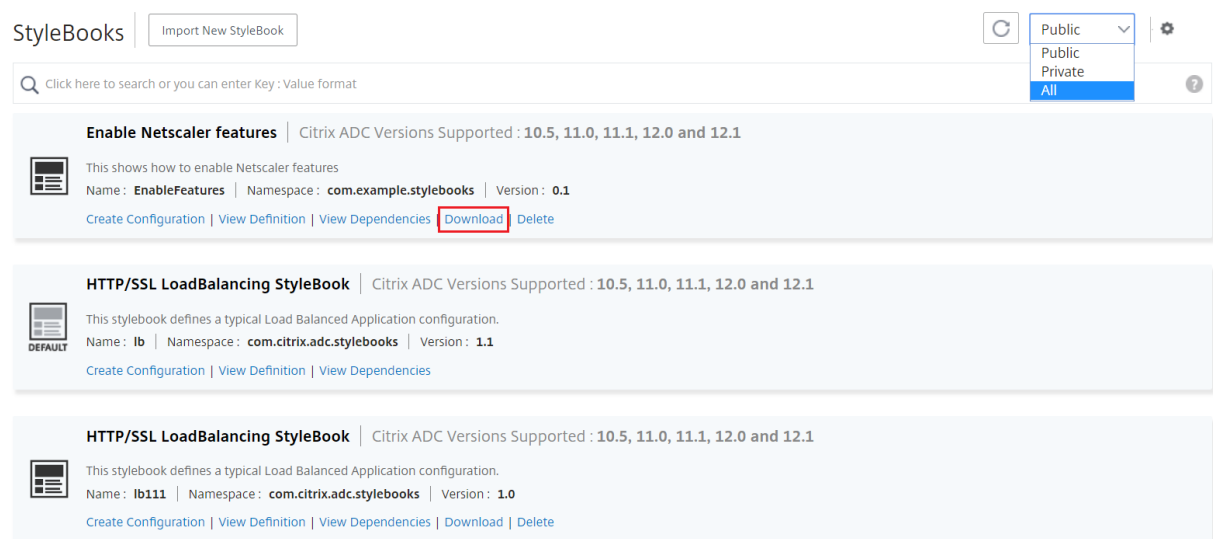 StyleBooks
Import New StyleBook
Public
Public
Private
All
Click here to search or you can enter Key : Value format
Enable Netscaler features | Citrix ADC Versions Supported : 10.5, 11.0, 11.1, 12.0 and 12.1
This shows how to enable Netscaler features
Name : EnableFeatures | Namespace : com.example.stylebooks | Version : 0.1
Create Configuration | View Definition | View Dependencies | Download | Delete
HTTP/SSL LoadBalancing StyleBook | Citrix ADC Versions Supported : 10.5, 11.0, 11.1, 12.0 and 12.1
This stylebook defines a typical Load Balanced Application configuration.
DEFAULT
Name : lb | Namespace : com.citrix.adc.stylebooks | Version : 1.1
Create Configuration | View Definition | View Dependencies
HTTP/SSL LoadBalancing StyleBook | Citrix ADC Versions Supported : 10.5, 11.0, 11.1, 12.0 and 12.1
This stylebook defines a typical Load Balanced Application configuration.
Name : lb111 | Namespace : com.citrix.adc.stylebooks | Version : 1.0
Create Configuration | View Definition | View Dependencies | Download | Delete